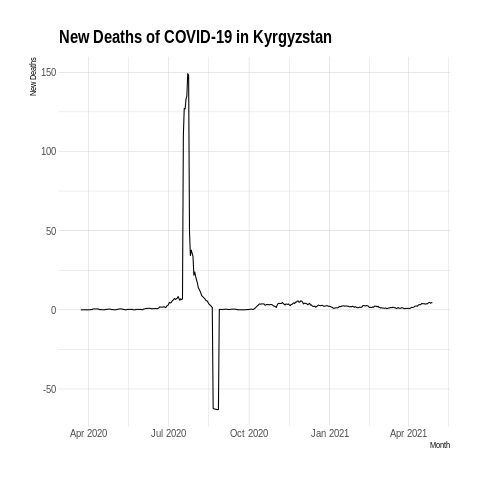 New Deaths of COVID-19 in Kyrgyzstan
New Deaths
150
100
50
0
-50
Apr 2020
Jul 2020
Oct 2020
Jan 2021
Apr 2021
Month